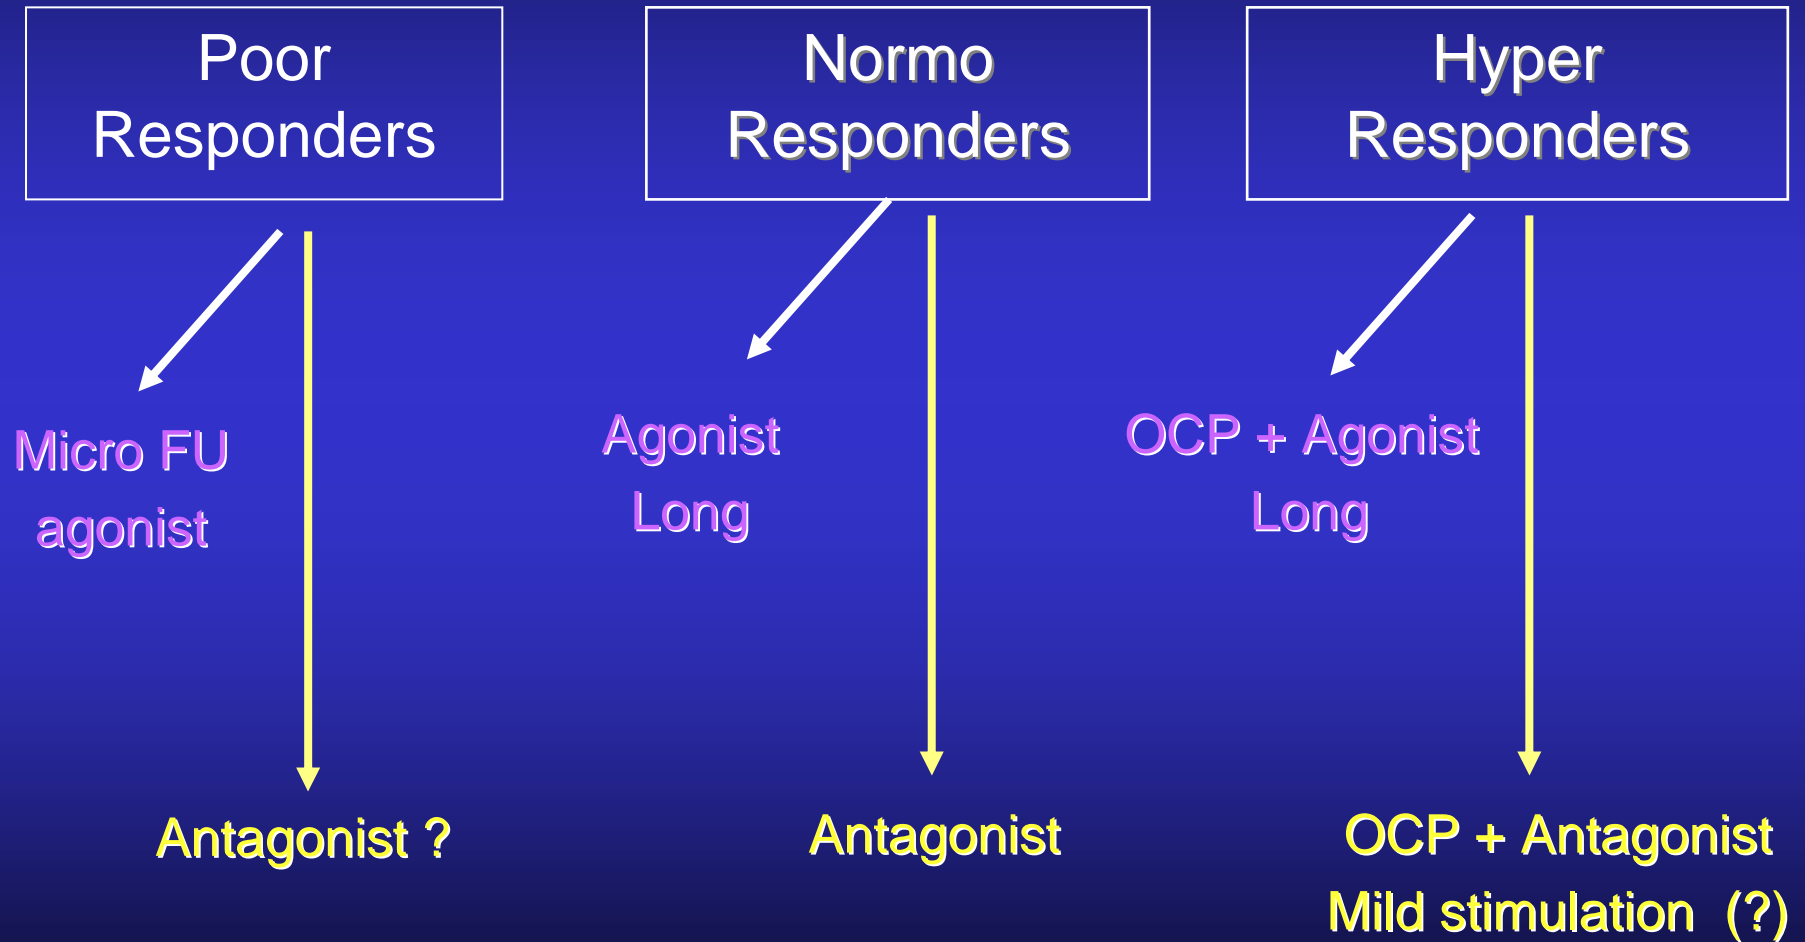 Poor
Responders
Normo
Responders
Hyper
Responders
Micro FU
agonist
Agonist
Long
OCP + Agonist
Long
Antagonist ?
Antagonist
OCP + Antagonist
Mild stimulation (?)